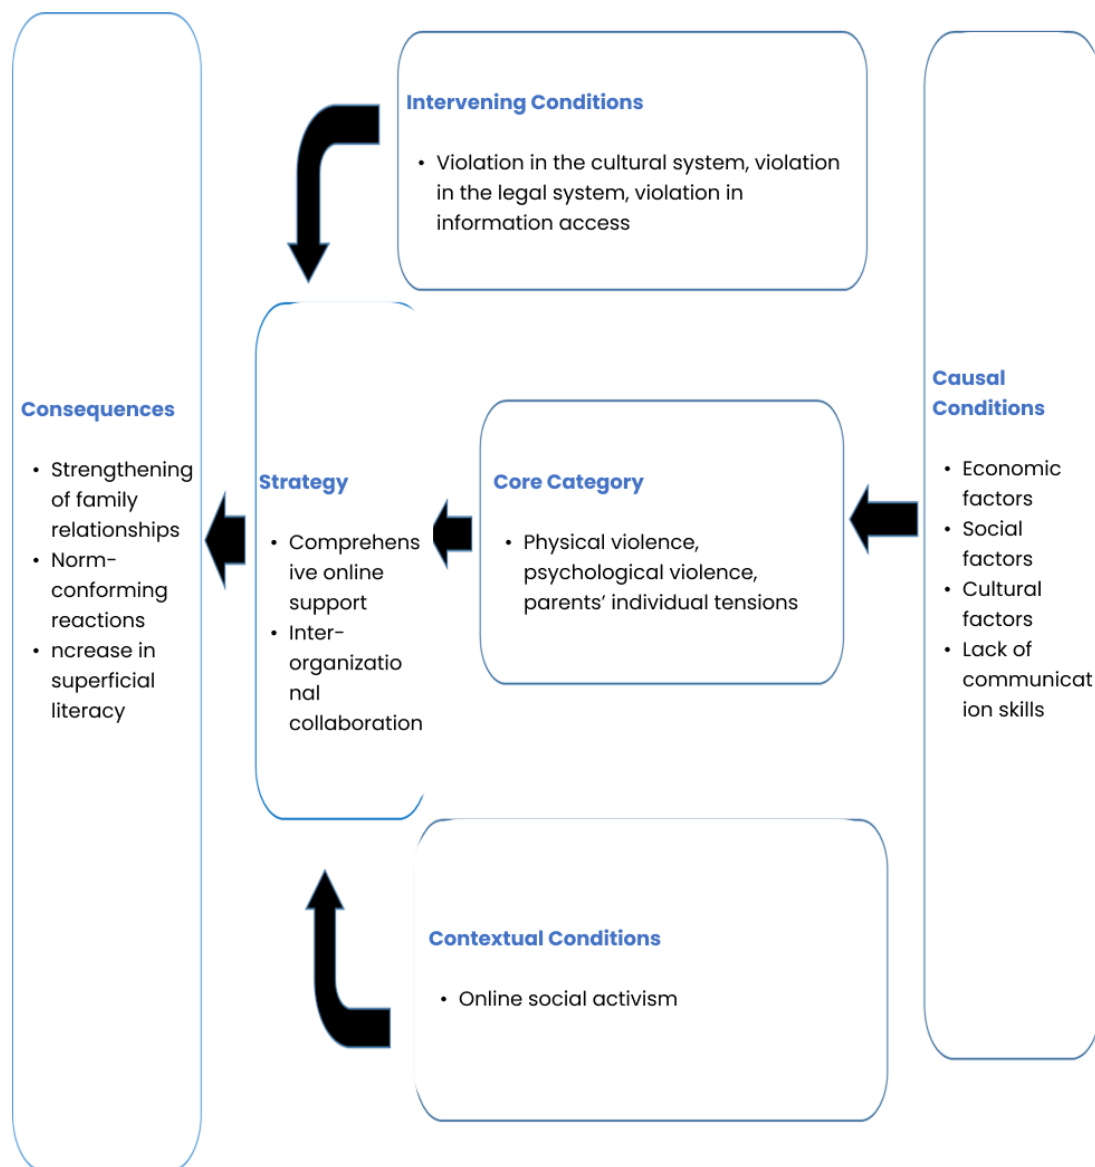 Intervening Conditions
• Violation in the cultural system, violation
in the legal system, violation in
information access
Consequences
• Strengthening
of family
relationships
• Norm-
conforming
reactions
• ncrease in
superficial
literacy
Strategy
• Comprehens
ive online
support
• Inter-
organizatio
nal
collaboration
Core Category
• Physical violence,
psychological violence,
parents’ individual tensions
Causal
Conditions
• Economic
factors
• Social
factors
• Cultural
factors
• Lack of
communicat
ion skills
Contextual Conditions
• Online social activism